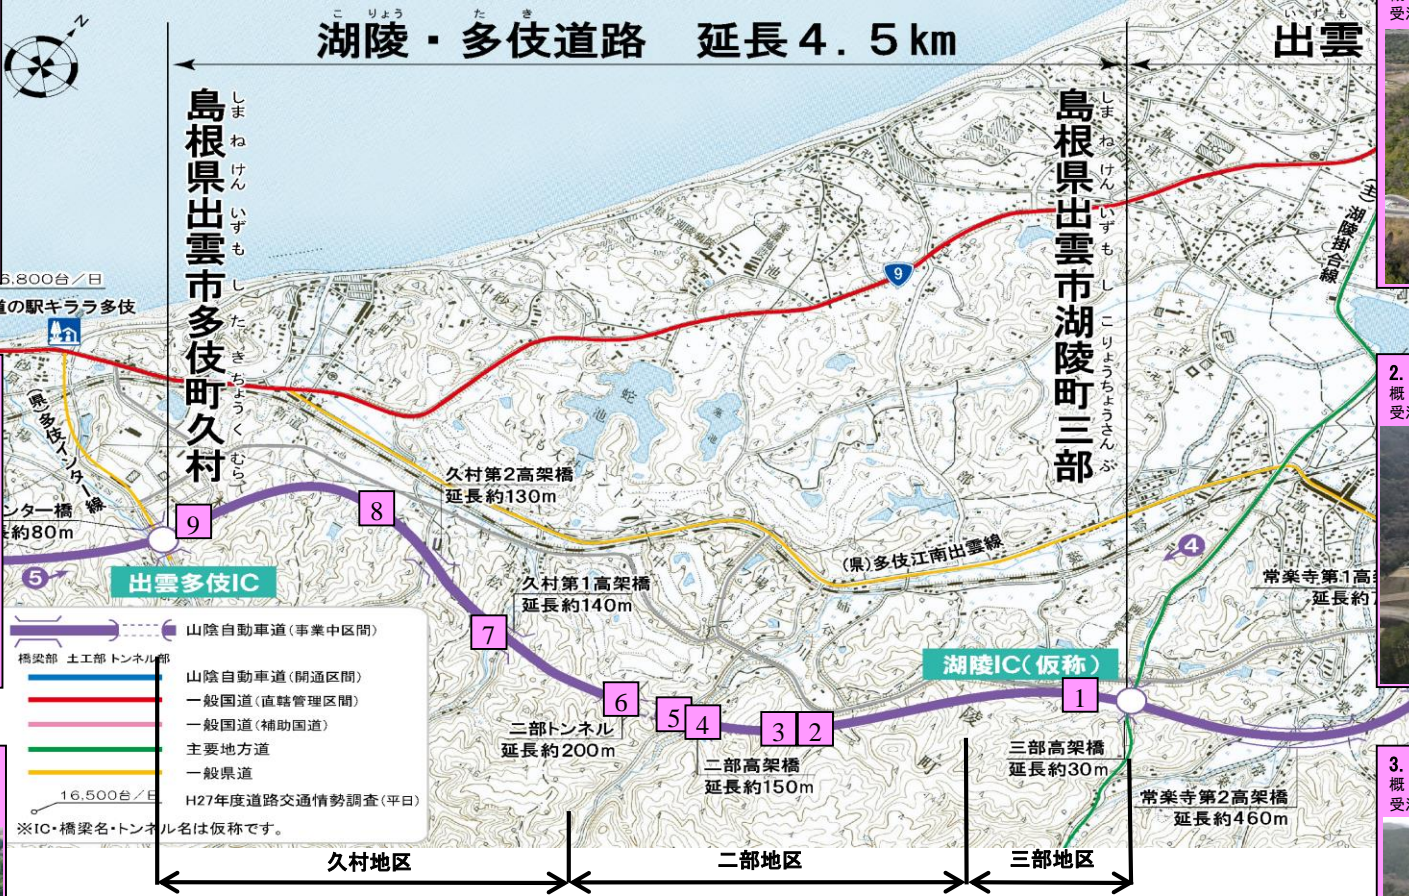 湖陵・多伎道路　延長４．５km
こ りょう た き
出雲
N
島根県出雲市多伎町久村
しまねけんいずもしたきちょうくむら
島根県出雲市湖陵町三部
しまねけんいずもしこりょうちょうさんぶ
6,800台／日
道の駅キララ多伎
(県)多伎インター線
(主)湖陵掛合線
9
久村第2高架橋
延長約130m
ンター橋
長約80m
9
8
5
出雲多伎IC
久村第1高架橋
延長約140m
7
(県)多伎江南出雲線
4
常楽寺第1高
延長約
湖陵IC(仮称)
1
6
5
4
3
2
二部トンネル
延長約200m
二部高架橋
延長約150m
三部高架橋
延長約30m
常楽寺第2高架橋
延長約460m
山陰自動車道(事業中区間)
橋梁部 土工部 トンネル部
山陰自動車道(開通区間)
一般国道(直轄管理区間)
一般国道(補助国道)
主要地方道
一般県道
16,500台／日
H27年度道路交通情勢調査(平日)
※IC・橋梁名・トンネル名は仮称です。
久村地区
二部地区
三部地区
2.
概
受
3.
概
受